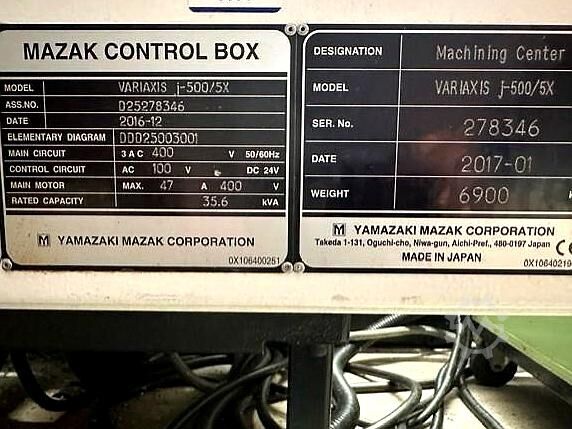 MAZAK CONTROL BOX
MODEL VARIAXIS j-500/5X
ASS.NO. D25278346
DATE 2016-12
ELEMENTARY DIAGRAM DDD25003001
MAIN CIRCUIT 3 A C 400 V 50/60Hz
CONTROL CIRCUIT AC 100 V DC 24V
MAIN MOTOR MAX. 47 A 400 V
RATED CAPACITY 35.6 kVA
M YAMAZAKI MAZAK CORPORATION
0X106400251
DESIGNATION Machining Center
MODEL VARIAXIS j-500/5X
SER. No. 278346
DATE 2017-01
WEIGHT 6900
M YAMAZAKI MAZAK CORPORATION
Takeda 1-131, Oguchi-cho, Niwa-gun, Aichi-Pref., 480-0197 Japan
MADE IN JAPAN